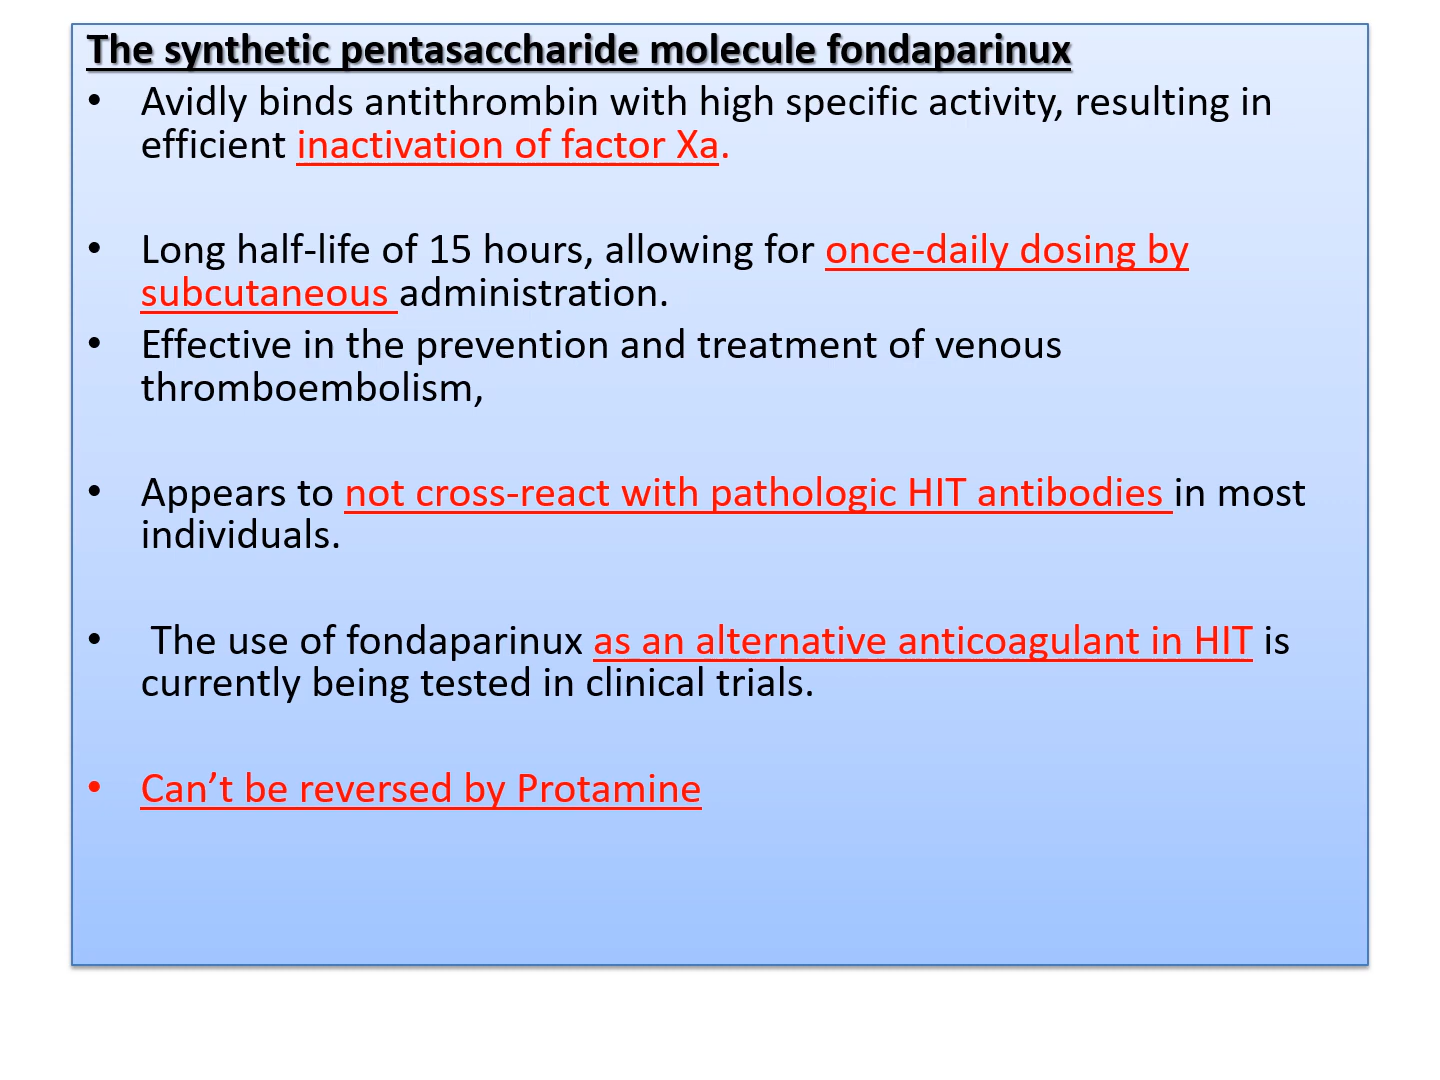 The synthetic pentasaccharide molecule fondaparinux
• Avidly binds antithrombin with high specific activity, resulting in
efficient inactivation of factor Xa.
• Long half-life of 15 hours, allowing for once-daily dosing by
subcutaneous administration.
• Effective in the prevention and treatment of venous
thromboembolism,
• Appears to not cross-react with pathologic HIT antibodies in most
individuals.
• The use of fondaparinux as an alternative anticoagulant in HIT is
currently being tested in clinical trials.
• Can’t be reversed by Protamine